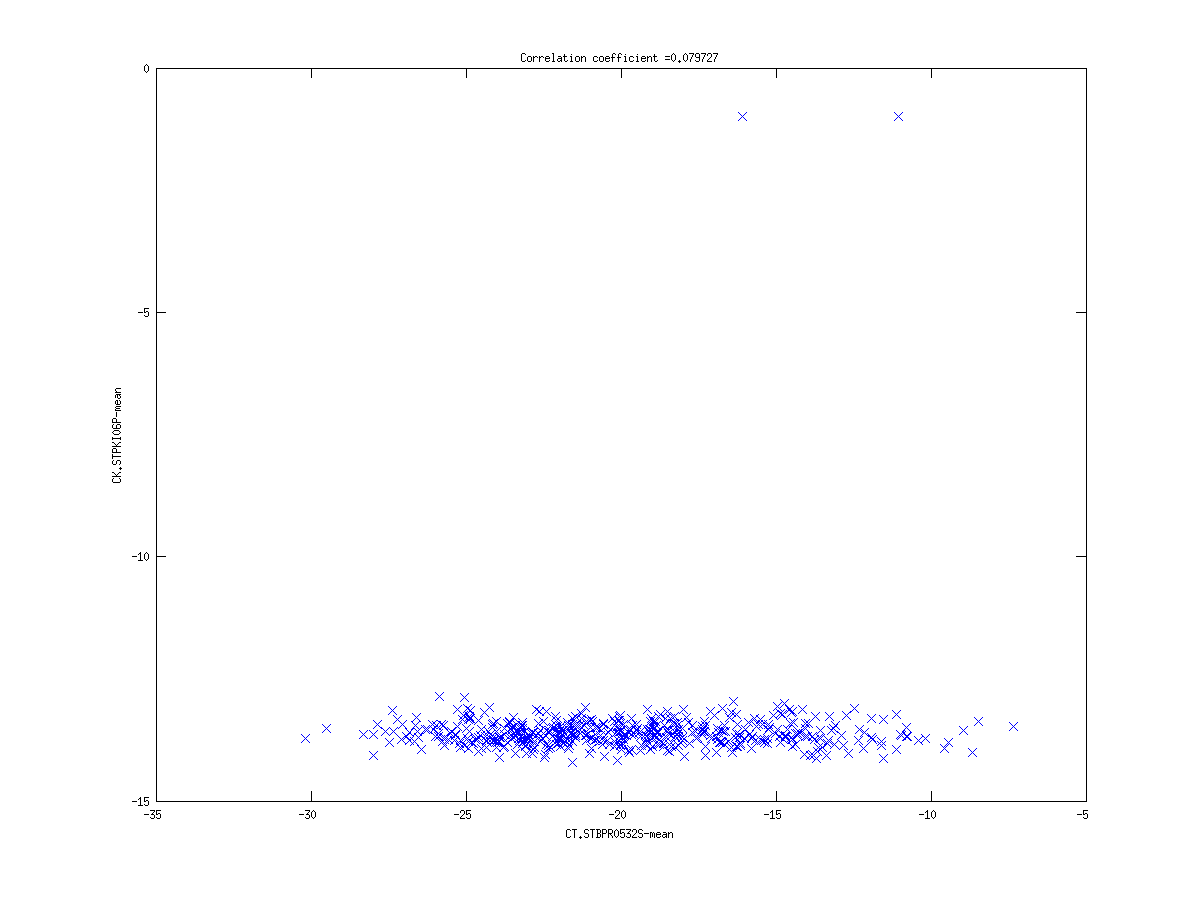 Correlation coefficient =0.079727
0
-5
CK.STPKI06P-mean
-10
-15
-35 -30 -25 -20 -15 -10 -5
CT.STBPR0532S-mean